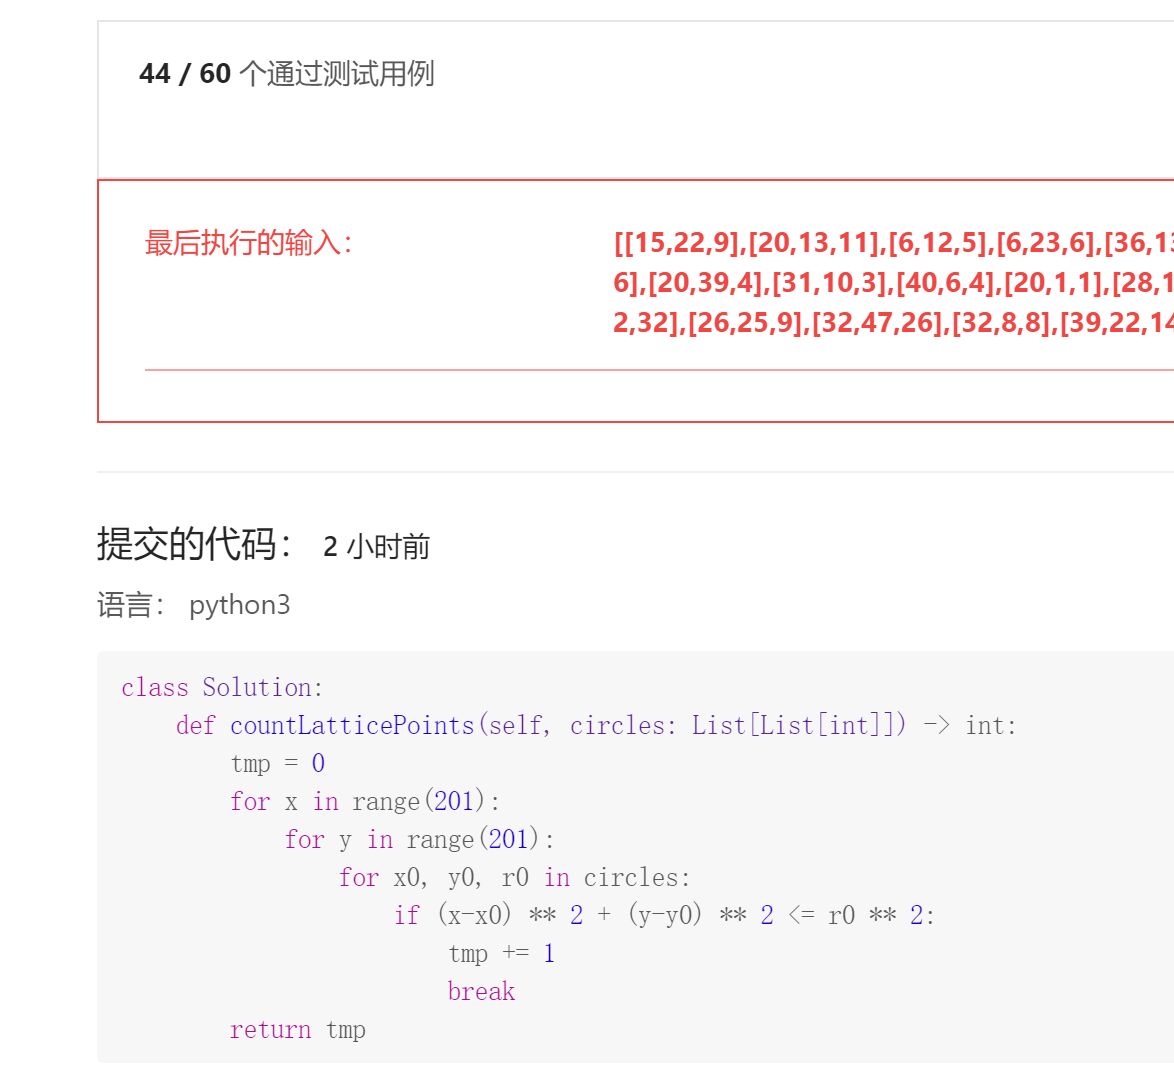 44 / 60 个通过测试用例
最后执行的输入： [[15,22,9],[20,13,11],[6,12,5],[6,23,6],[36,13
6],[20,39,4],[31,10,3],[40,6,4],[20,1,1],[28,1
2,32],[26,25,9],[32,47,26],[32,8,8],[39,22,14
提交的代码： 2 小时前
语言： python3
class Solution:
    def countLatticePoints(self, circles: List[List[int]]) -> int:
        tmp = 0
        for x in range(201):
            for y in range(201):
                for x0, y0, r0 in circles:
                    if (x-x0) ** 2 + (y-y0) ** 2 <= r0 ** 2:
                        tmp += 1
                        break
        return tmp